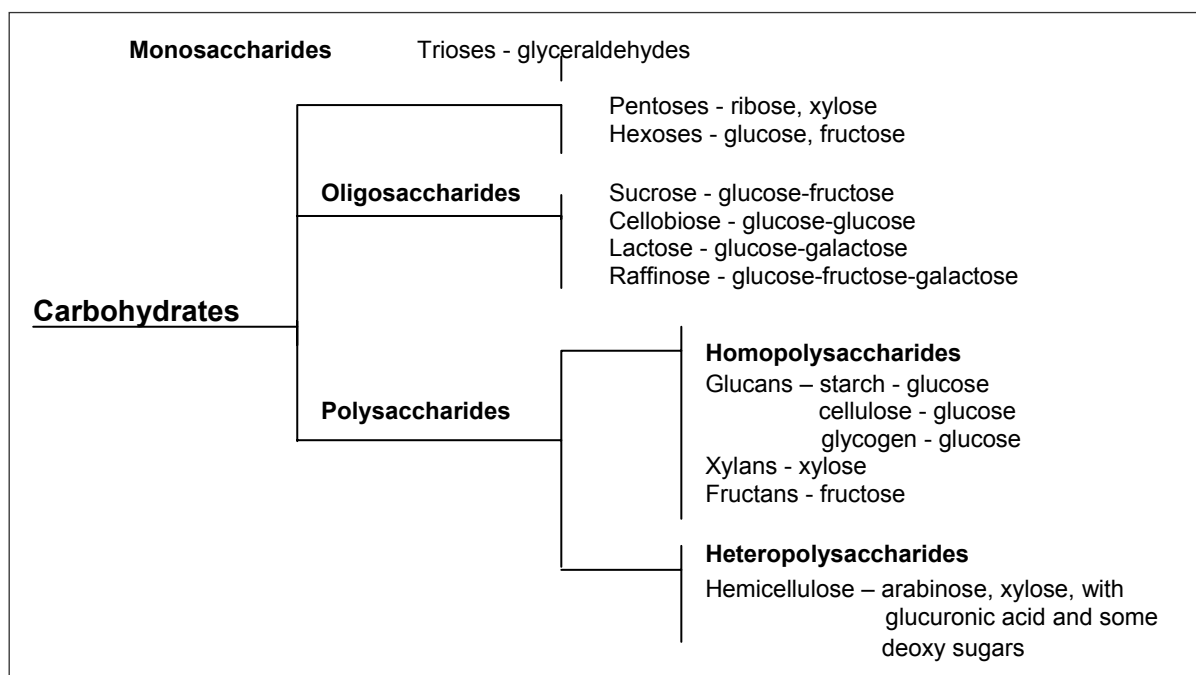 Monosaccharides Trioses - glyceraldehydes
Pentoses - ribose, xylose
Hexoses - glucose, fructose
Oligosaccharides Sucrose - glucose-fructose
Cellobiose - glucose-glucose
Lactose - glucose-galactose
Raffinose - glucose-fructose-galactose
Carbohydrates
Homopolysaccharides
Glucans – starch - glucose
cellulose - glucose
glycogen - glucose
Xylans - xylose
Fructans - fructose
Polysaccharides
Heteropolysaccharides
Hemicellulose – arabinose, xylose, with
glucuronic acid and some
deoxy sugars